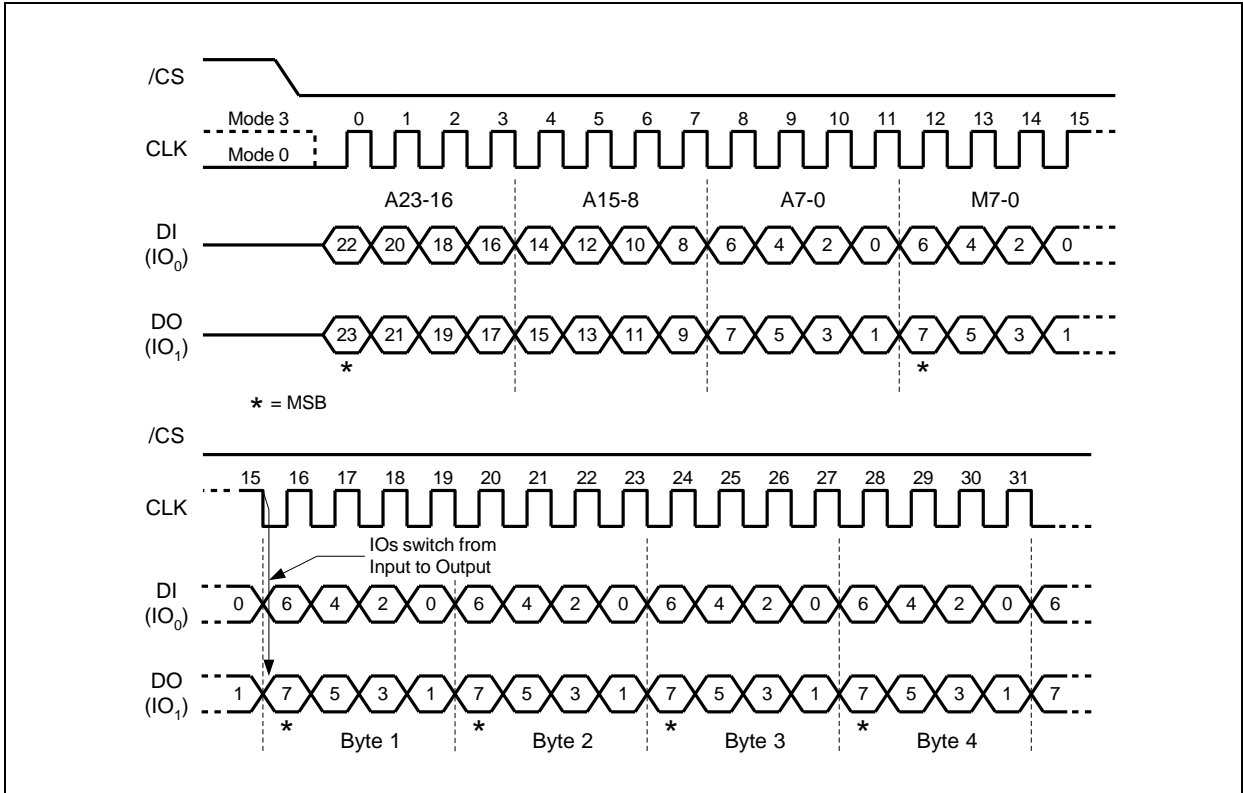 /CS
Mode 3 0 1 2 3 4 5 6 7 8 9 10 11 12 13 14 15
CLK
Mode 0
A23-16 A15-8 A7-0 M7-0
DI
(IO0) 22 20 18 16 14 12 10 8 6 4 2 0 6 4 2 0
DO
(IO1) 23 21 19 17 15 13 11 9 7 5 3 1 7 5 3 1
* *
* = MSB
/CS
15 16 17 18 19 20 21 22 23 24 25 26 27 28 29 30 31
CLK
IOs switch from
Input to Output
DI
(IO0) 0 6 4 2 0 6 4 2 0 6 4 2 0 6 4 2 0 6
DO
(IO1) 1 7 5 3 1 7 5 3 1 7 5 3 1 7 5 3 1 7
* * * *
Byte 1 Byte 2 Byte 3 Byte 4